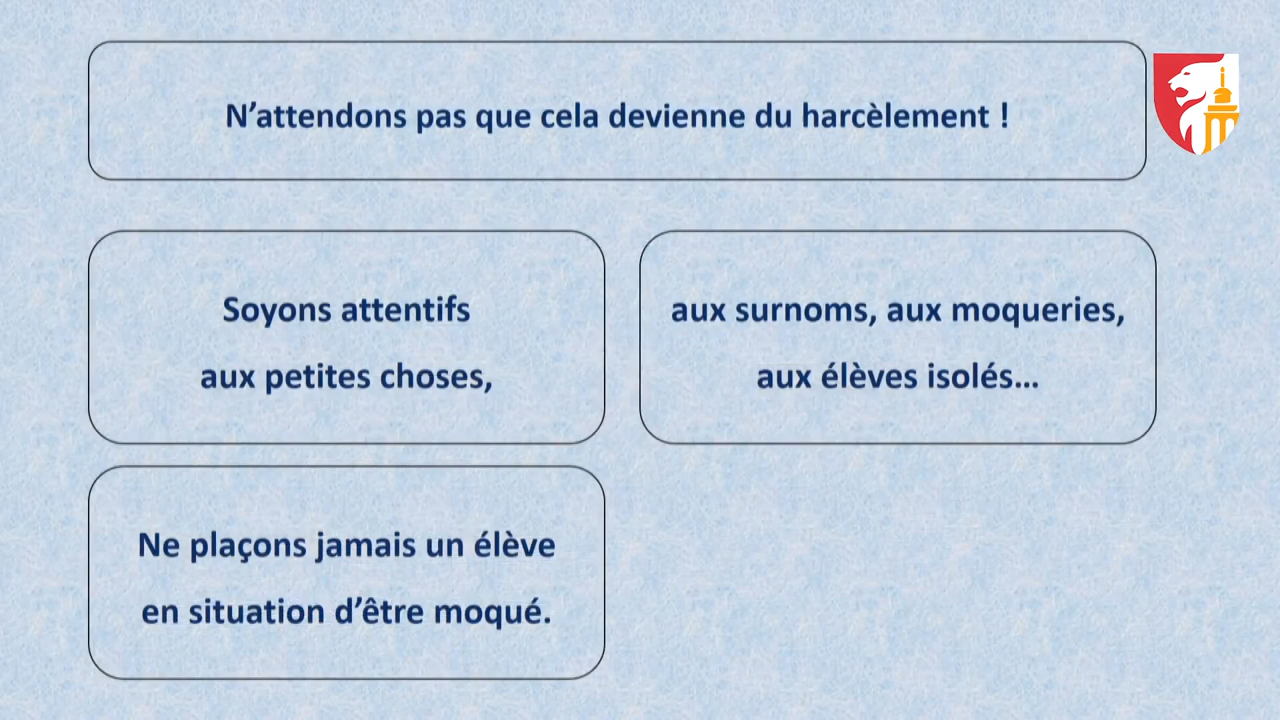 N’attendons pas que cela devienne du harcèlement !
Soyons attentifs
aux petites choses,
aux surnoms, aux moqueries,
aux élèves isolés…
Ne plaçons jamais un élève
en situation d’être moqué.